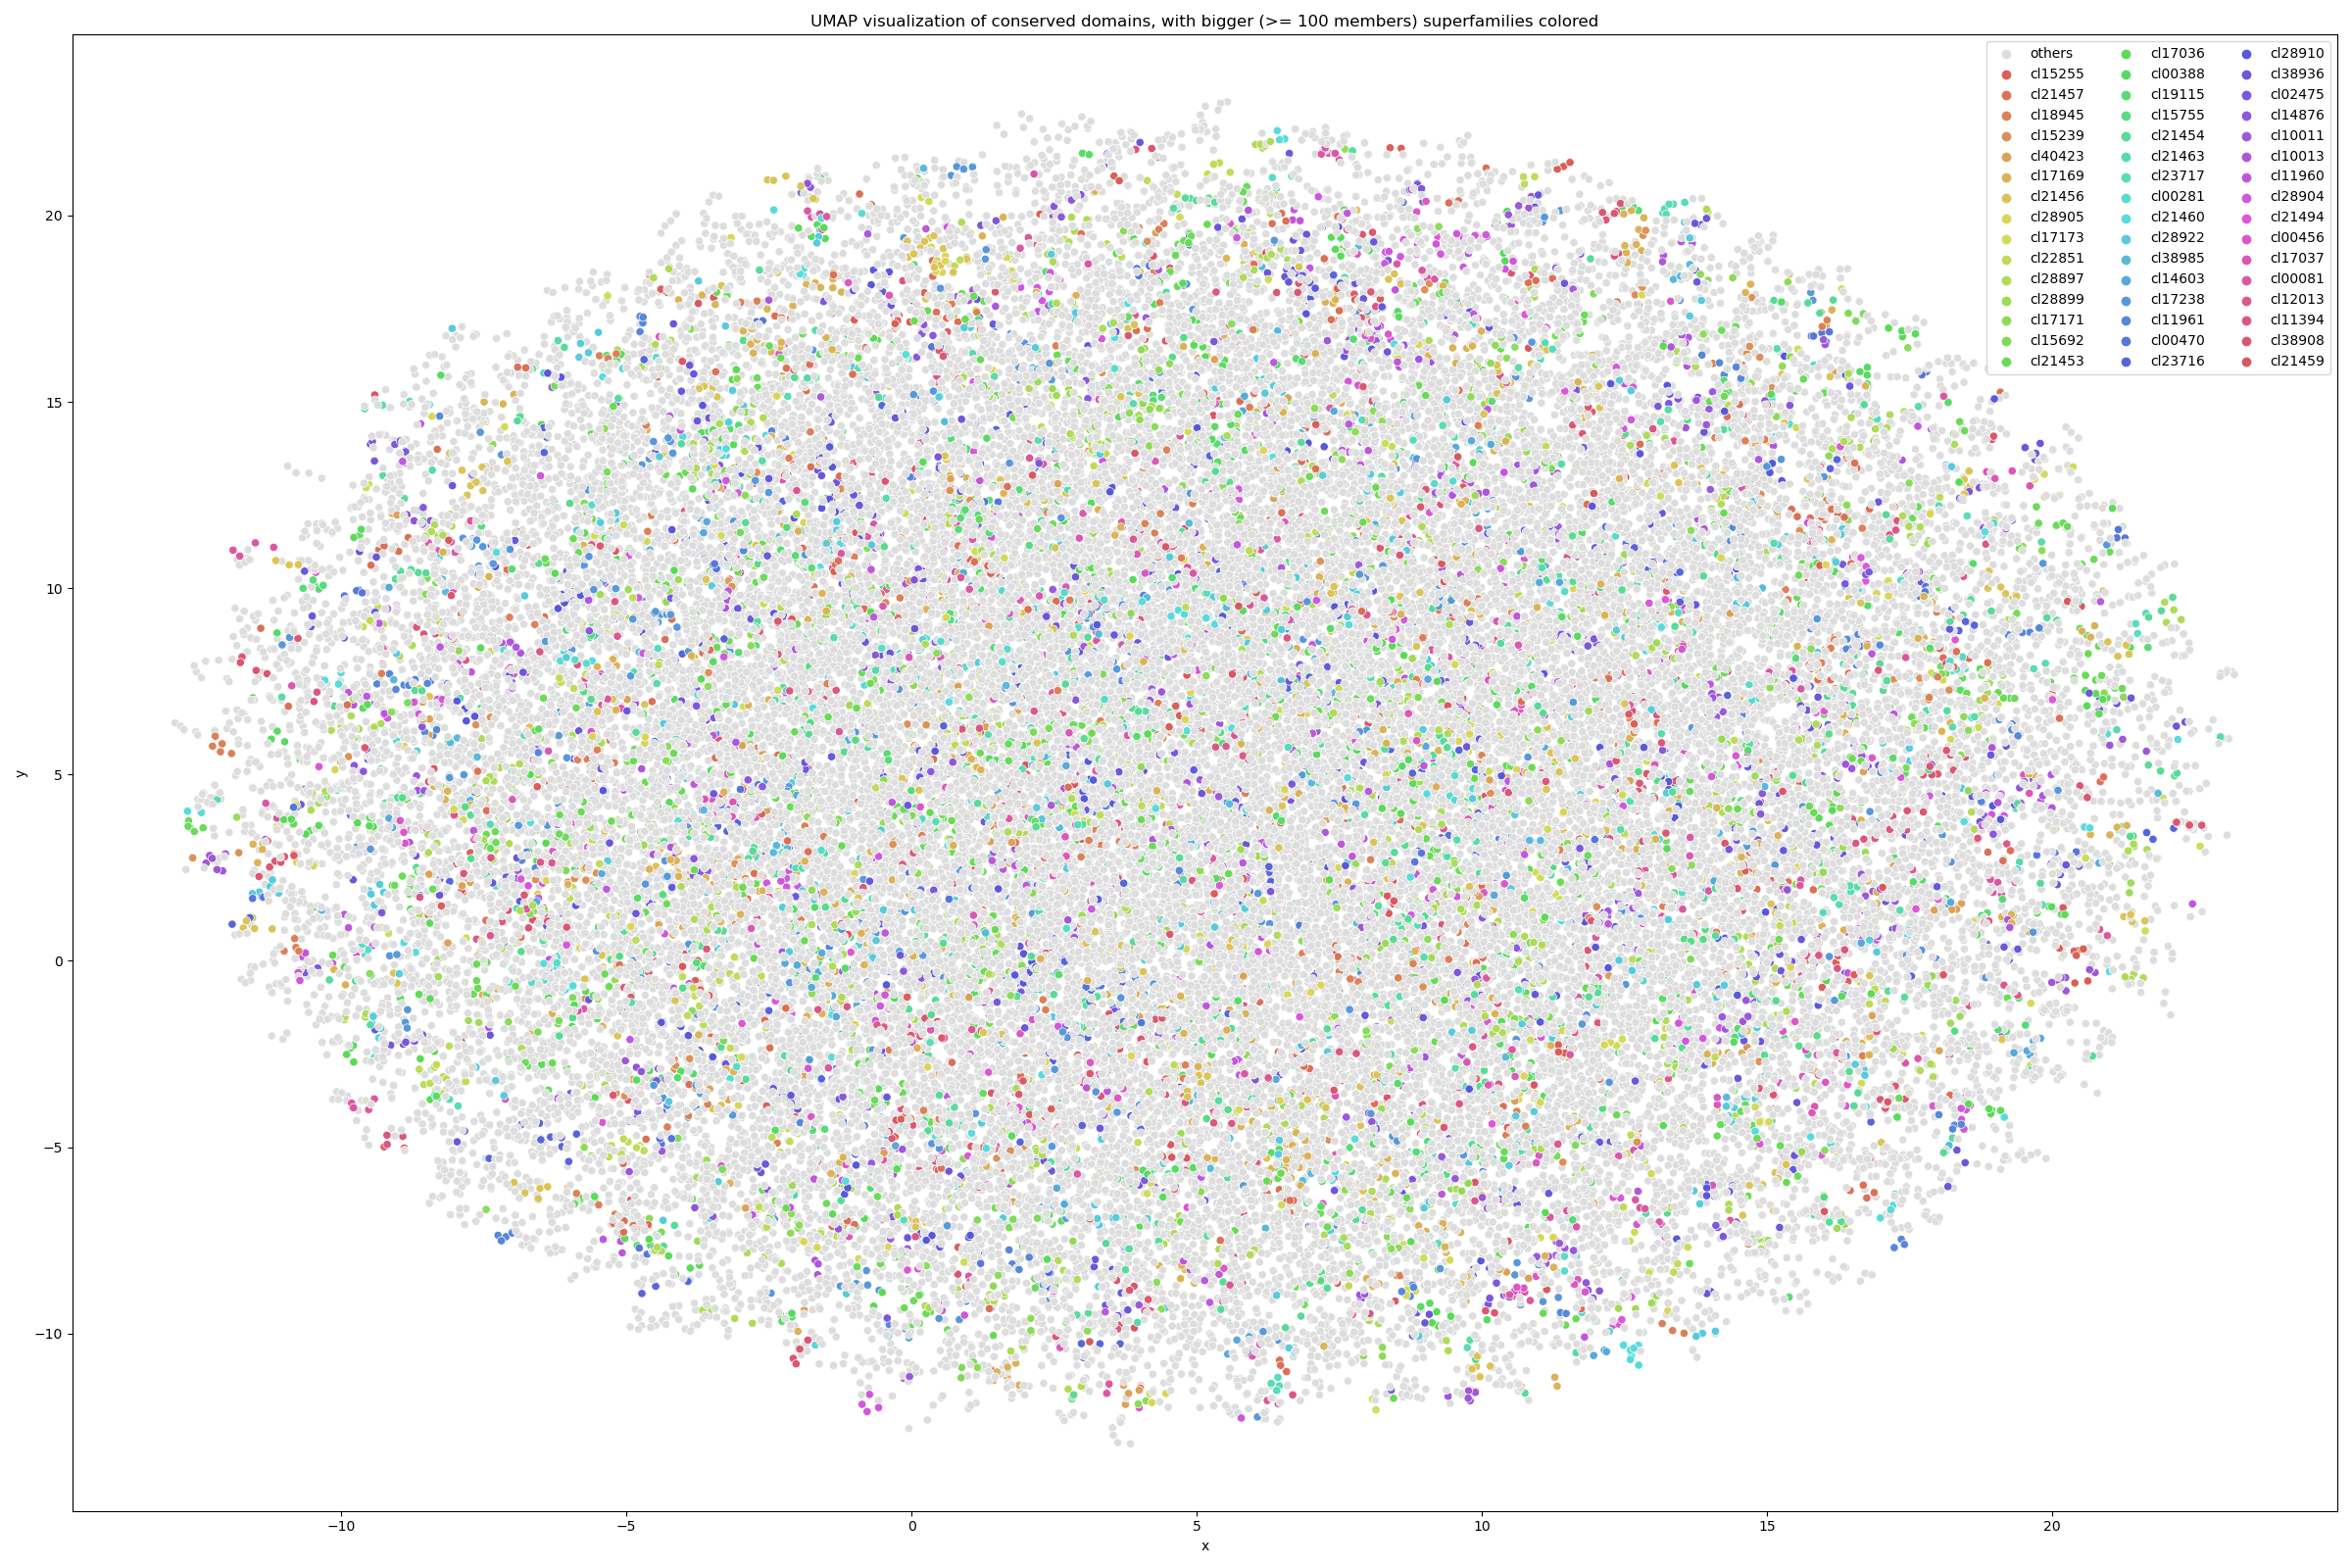 UMAP visualization of conserved domains, with bigger (>= 100 members) superfamilies colored
others
cl15255
cl21457
cl18945
cl15239
cl40423
cl17169
cl21456
cl28905
cl17173
cl22851
cl28897
cl28899
cl17171
cl15692
cl21453
cl17036
cl00388
cl19115
cl15755
cl21454
cl21463
cl23717
cl00281
cl21460
cl28922
cl38985
cl14603
cl17238
cl11961
cl00470
cl23716
cl28910
cl38936
cl02475
cl14876
cl10011
cl10013
cl11960
cl28904
cl21494
cl00456
cl17037
cl00081
cl12013
cl11394
cl38908
cl21459
y
20
15
10
5
0
−5
−10
−10
−5
0
5
10
15
20
x